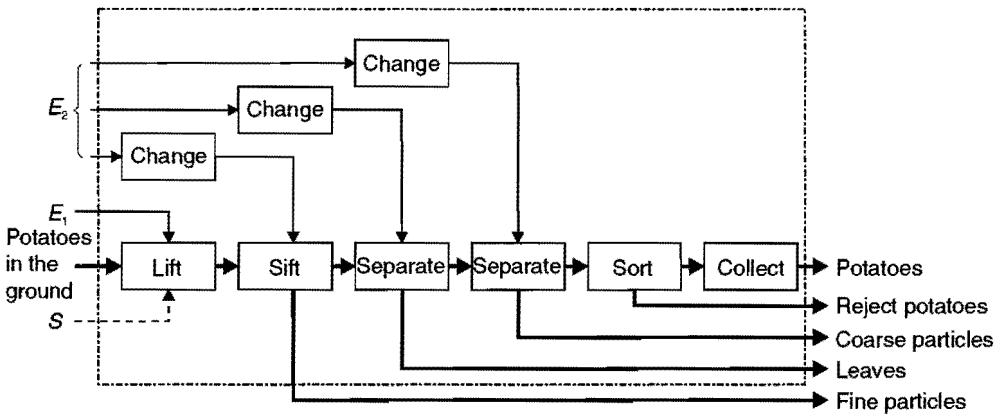 Change
E₂
Change
Change
E₁
Potatoes
in the
ground
Lift
Sift
Separate
Separate
Sort
Collect
Potatoes
S
Reject potatoes
Coarse particles
Leaves
Fine particles